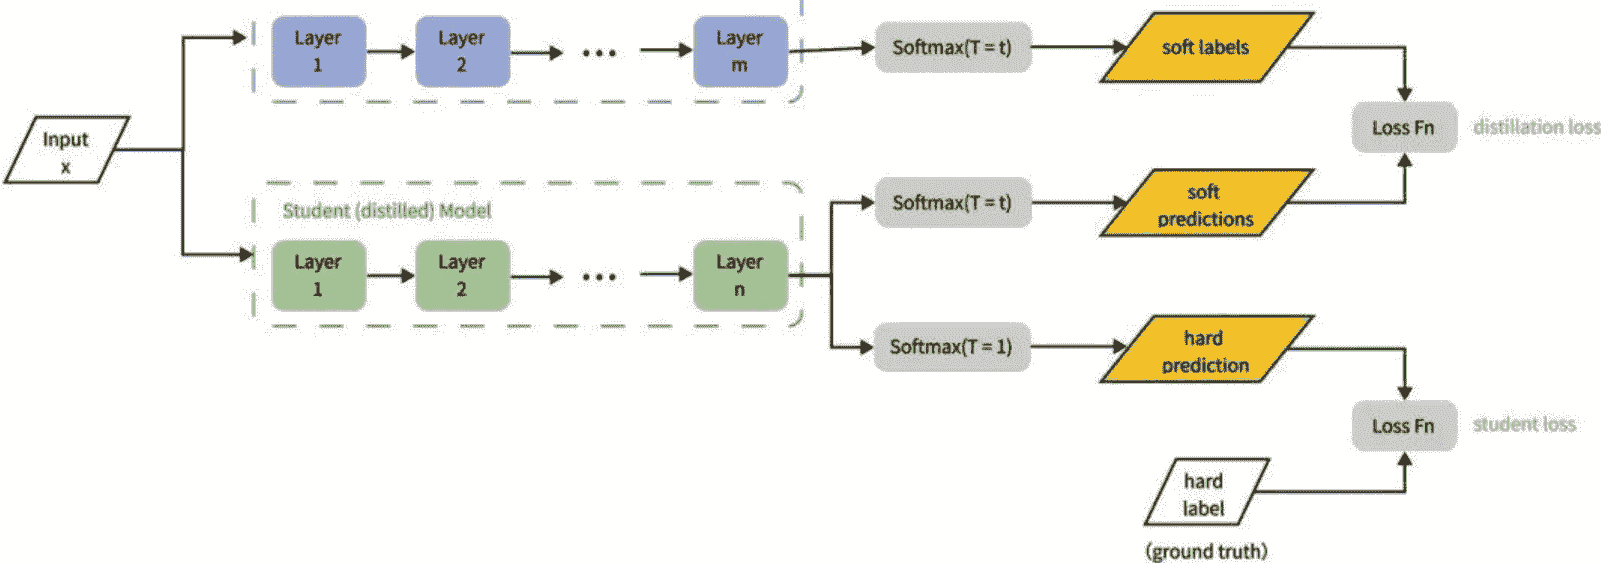 Layer
1
Layer
2
Layer
m
Softmax(T = t)
soft labels
Loss Fn
distillation loss
Input
x
Student (distilled) Model
Layer
1
Layer
2
Layer
n
Softmax(T = t)
soft
predictions
Softmax(T = 1)
hard
prediction
Loss Fn
student loss
hard
label
(ground truth)